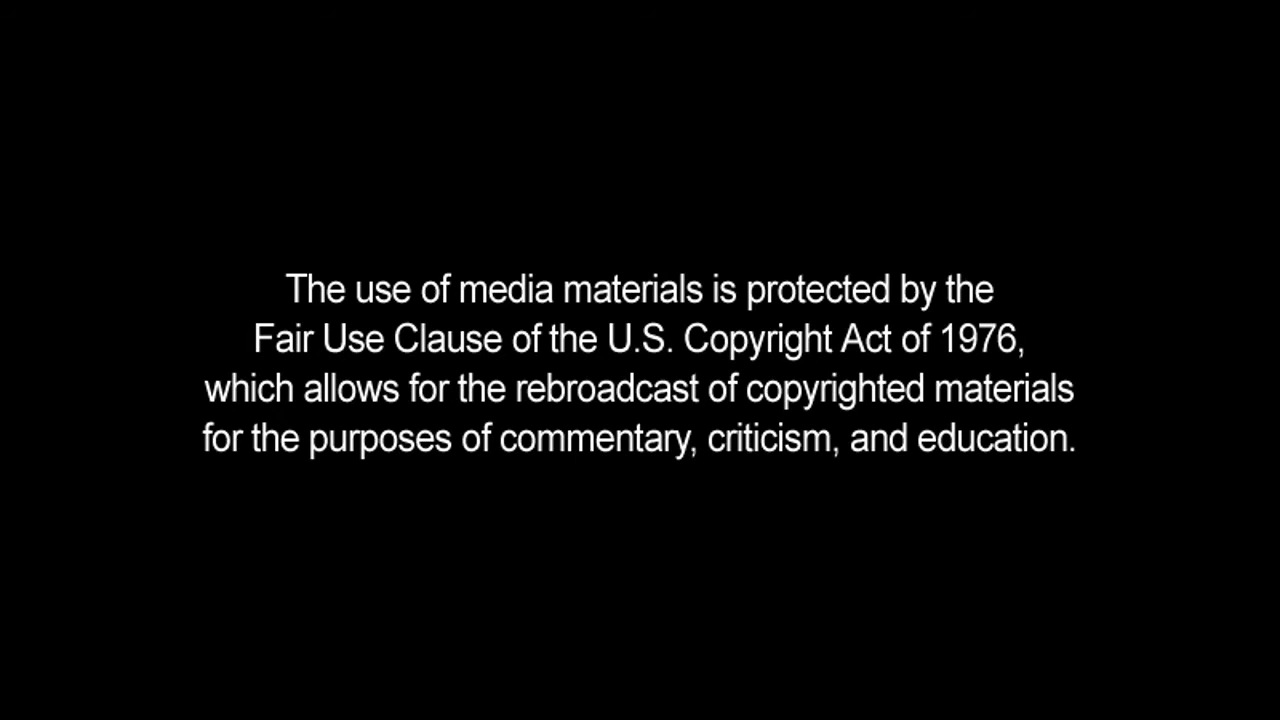 The use of media materials is protected by the
Fair Use Clause of the U.S. Copyright Act of 1976,
which allows for the rebroadcast of copyrighted materials
for the purposes of commentary, criticism, and education.